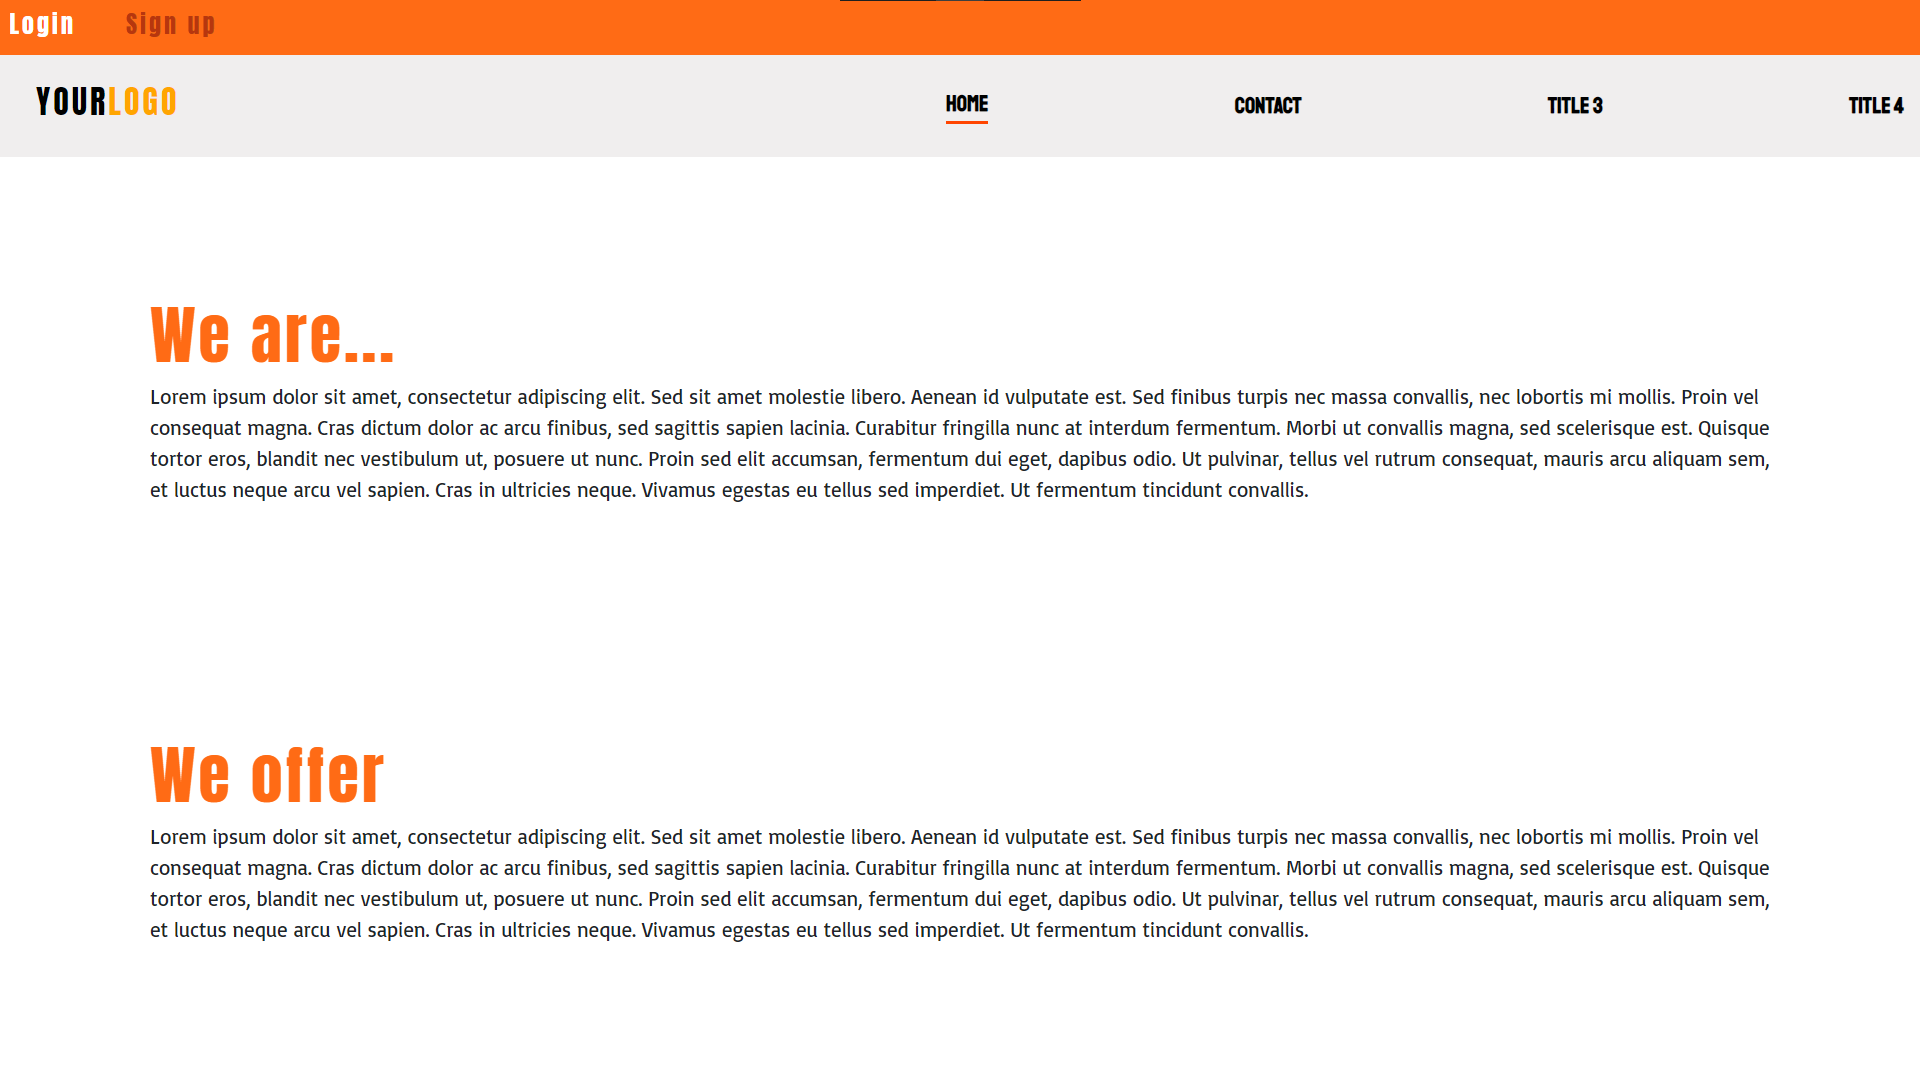 Login Sign up
YOURLOGO HOME CONTACT TITLE 3 TITLE 4
We are...
Lorem ipsum dolor sit amet, consectetur adipiscing elit. Sed sit amet molestie libero. Aenean id vulputate est. Sed finibus turpis nec massa convallis, nec lobortis mi mollis. Proin vel
consequat magna. Cras dictum dolor ac arcu finibus, sed sagittis sapien lacinia. Curabitur fringilla nunc at interdum fermentum. Morbi ut convallis magna, sed scelerisque est. Quisque
tortor eros, blandit nec vestibulum ut, posuere ut nunc. Proin sed elit accumsan, fermentum dui eget, dapibus odio. Ut pulvinar, tellus vel rutrum consequat, mauris arcu aliquam sem,
et luctus neque arcu vel sapien. Cras in ultricies neque. Vivamus egestas eu tellus sed imperdiet. Ut fermentum tincidunt convallis.
We offer
Lorem ipsum dolor sit amet, consectetur adipiscing elit. Sed sit amet molestie libero. Aenean id vulputate est. Sed finibus turpis nec massa convallis, nec lobortis mi mollis. Proin vel
consequat magna. Cras dictum dolor ac arcu finibus, sed sagittis sapien lacinia. Curabitur fringilla nunc at interdum fermentum. Morbi ut convallis magna, sed scelerisque est. Quisque
tortor eros, blandit nec vestibulum ut, posuere ut nunc. Proin sed elit accumsan, fermentum dui eget, dapibus odio. Ut pulvinar, tellus vel rutrum consequat, mauris arcu aliquam sem,
et luctus neque arcu vel sapien. Cras in ultricies neque. Vivamus egestas eu tellus sed imperdiet. Ut fermentum tincidunt convallis.